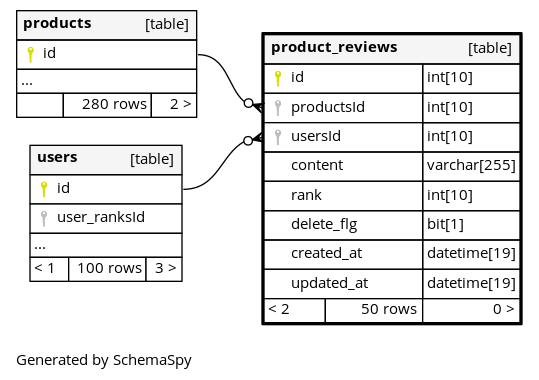 products [table]
id
...
280 rows 2 >
users [table]
id
user_ranksId
...
< 1 100 rows 3 >
product_reviews [table]
id int[10]
productsId int[10]
usersId int[10]
content varchar[255]
rank int[10]
delete_flg bit[1]
created_at datetime[19]
updated_at datetime[19]
< 2 50 rows 0 >
Generated by SchemaSpy